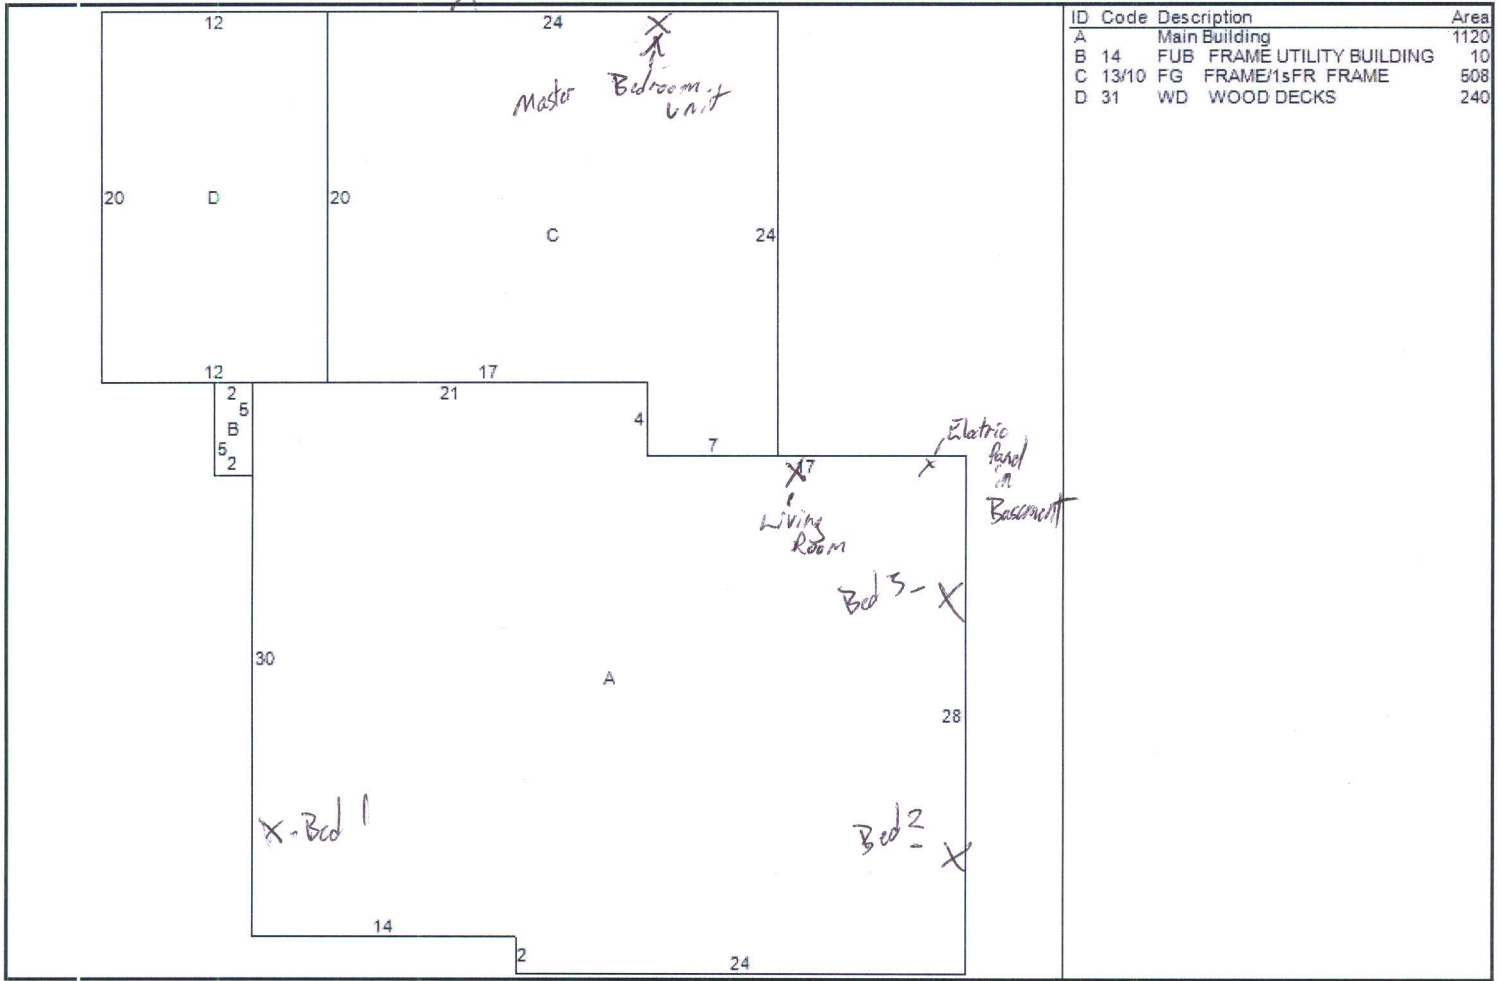 ID Code Description Area
A Main Building 1120
B 14 FUB FRAME UTILITY BUILDING 10
C 13/10 FG FRAME/1sFR FRAME 508
D 31 WD WOOD DECKS 240
12
24
X
Master Bedroom
Unit
20
D
20
C
24
12
17
2
21
5
4
B
5
7
2
Eletric
Panel
in
Basement
X
X
17
Living
Room
Bed 3- X
30
A
28
X-Bed 1
Bed 2
- X
14
2
24